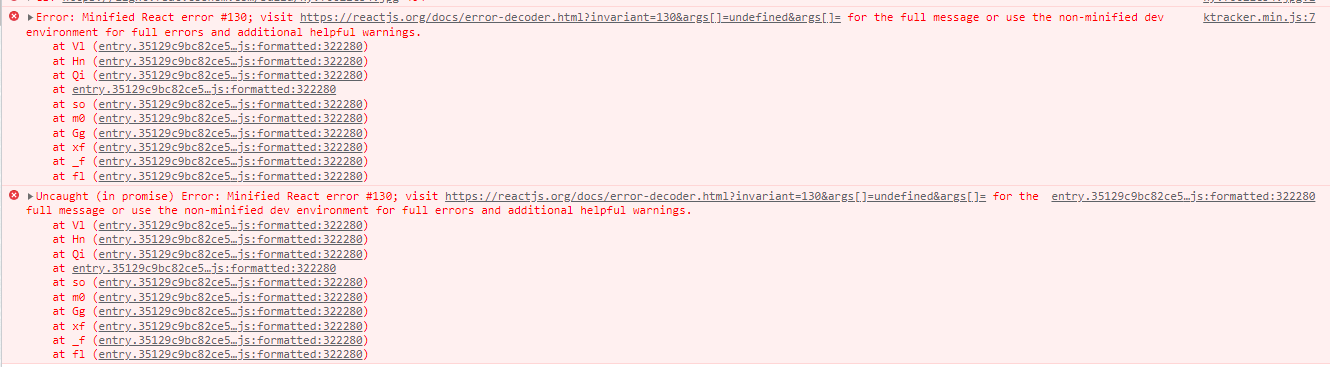 Error: Minified React error #130; visit https://reactjs.org/docs/error-decoder.html?invariant=130&args[]=undefined&args[]= for the full message or use the non-minified dev ktracker.min.js:7
environment for full errors and additional helpful warnings.
at Vl (entry.35129c9bc82ce5…js:formatted:322280)
at Hn (entry.35129c9bc82ce5…js:formatted:322280)
at Qi (entry.35129c9bc82ce5…js:formatted:322280)
at entry.35129c9bc82ce5…js:formatted:322280
at so (entry.35129c9bc82ce5…js:formatted:322280)
at m0 (entry.35129c9bc82ce5…js:formatted:322280)
at Gg (entry.35129c9bc82ce5…js:formatted:322280)
at xf (entry.35129c9bc82ce5…js:formatted:322280)
at _f (entry.35129c9bc82ce5…js:formatted:322280)
at fl (entry.35129c9bc82ce5…js:formatted:322280)
Uncaught (in promise) Error: Minified React error #130; visit https://reactjs.org/docs/error-decoder.html?invariant=130&args[]=undefined&args[]= for the entry.35129c9bc82ce5…js:formatted:322280
full message or use the non-minified dev environment for full errors and additional helpful warnings.
at Vl (entry.35129c9bc82ce5…js:formatted:322280)
at Hn (entry.35129c9bc82ce5…js:formatted:322280)
at Qi (entry.35129c9bc82ce5…js:formatted:322280)
at entry.35129c9bc82ce5…js:formatted:322280
at so (entry.35129c9bc82ce5…js:formatted:322280)
at m0 (entry.35129c9bc82ce5…js:formatted:322280)
at Gg (entry.35129c9bc82ce5…js:formatted:322280)
at xf (entry.35129c9bc82ce5…js:formatted:322280)
at _f (entry.35129c9bc82ce5…js:formatted:322280)
at fl (entry.35129c9bc82ce5…js:formatted:322280)